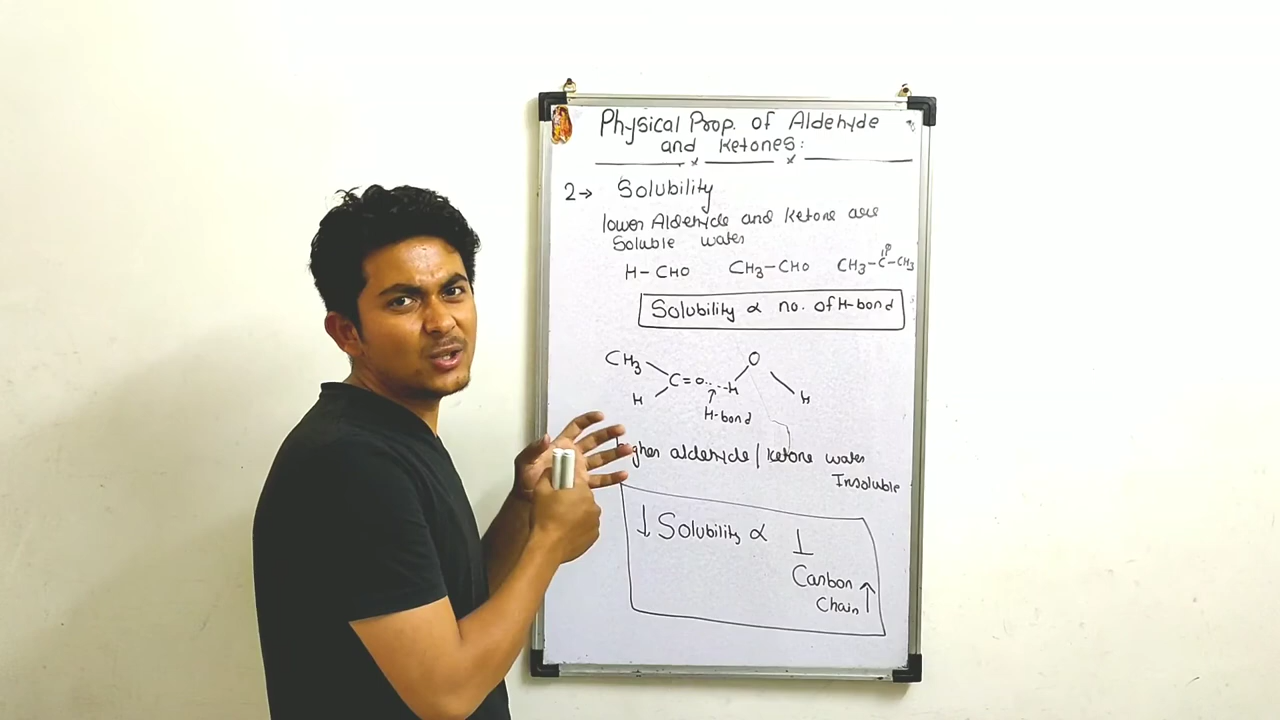 Physical Prop. of Aldehyde
and Ketones:
2→ Solubility
lower Aldehyde and Ketone are
Soluble water
H-CHO CH3-CHO CH3-C-CH3
Solubility ∝ no. of H-bond
CH3 O
C=O...H
H H
H-bond
higher aldehyde/Ketone water
Insoluble
↓ Solubility ∝ 1
Carbon ↑
Chain